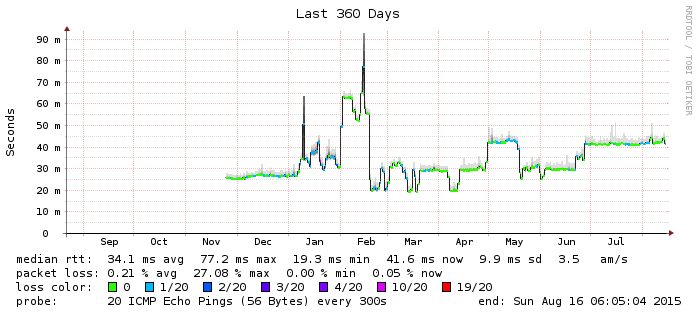 Last 360 Days
RRDTOOL / TOBI OETIKER
Seconds
90 m
80 m
70 m
60 m
50 m
40 m
30 m
20 m
10 m
0
Sep Oct Nov Dec Jan Feb Mar Apr May Jun Jul
median rtt: 34.1 ms avg 77.2 ms max 19.3 ms min 41.6 ms now 9.9 ms sd 3.5 am/s
packet loss: 0.21 % avg 27.08 % max 0.00 % min 0.05 % now
loss color: 0 1/20 2/20 3/20 4/20 10/20 19/20
probe: 20 ICMP Echo Pings (56 Bytes) every 300s end: Sun Aug 16 06:05:04 2015